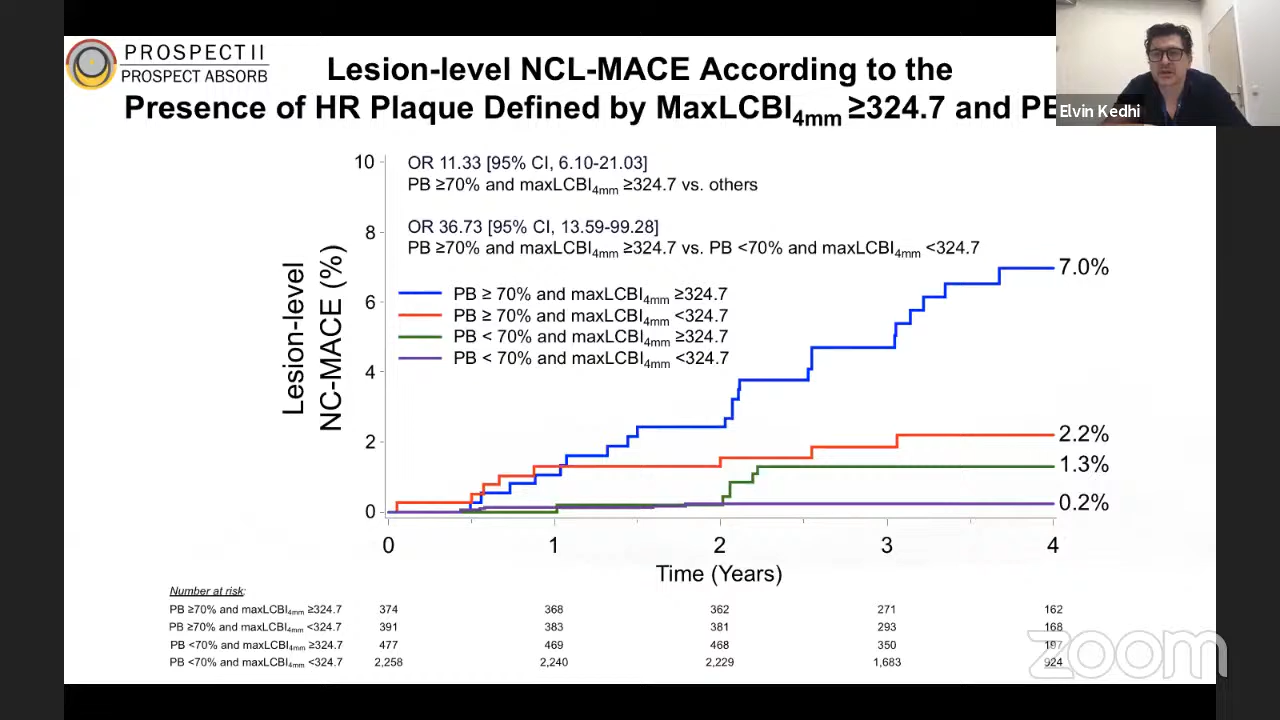 PROSPECT II
PROSPECT ABSORB
Lesion-level NCL-MACE According to the
Presence of HR Plaque Defined by MaxLCBI4mm ≥324.7 and
Elvin Kedhi
Lesion-level
NC-MACE (%)
10
8
6
4
2
0
OR 11.33 [95% CI, 6.10-21.03]
PB ≥70% and maxLCBI4mm ≥324.7 vs. others
OR 36.73 [95% CI, 13.59-99.28]
PB ≥70% and maxLCBI4mm ≥324.7 vs. PB <70% and maxLCBI4mm <324.7
PB ≥ 70% and maxLCBI4mm ≥324.7
PB ≥ 70% and maxLCBI4mm <324.7
PB < 70% and maxLCBI4mm ≥324.7
PB < 70% and maxLCBI4mm <324.7
7.0%
2.2%
1.3%
0.2%
0 1 2 3 4
Time (Years)
Number at risk:
PB ≥70% and maxLCBI4mm ≥324.7 374 368 362 271 162
PB ≥70% and maxLCBI4mm <324.7 391 383 381 293 168
PB <70% and maxLCBI4mm ≥324.7 477 469 468 350 197
PB <70% and maxLCBI4mm <324.7 2,258 2,240 2,229 1,683 924
zoom